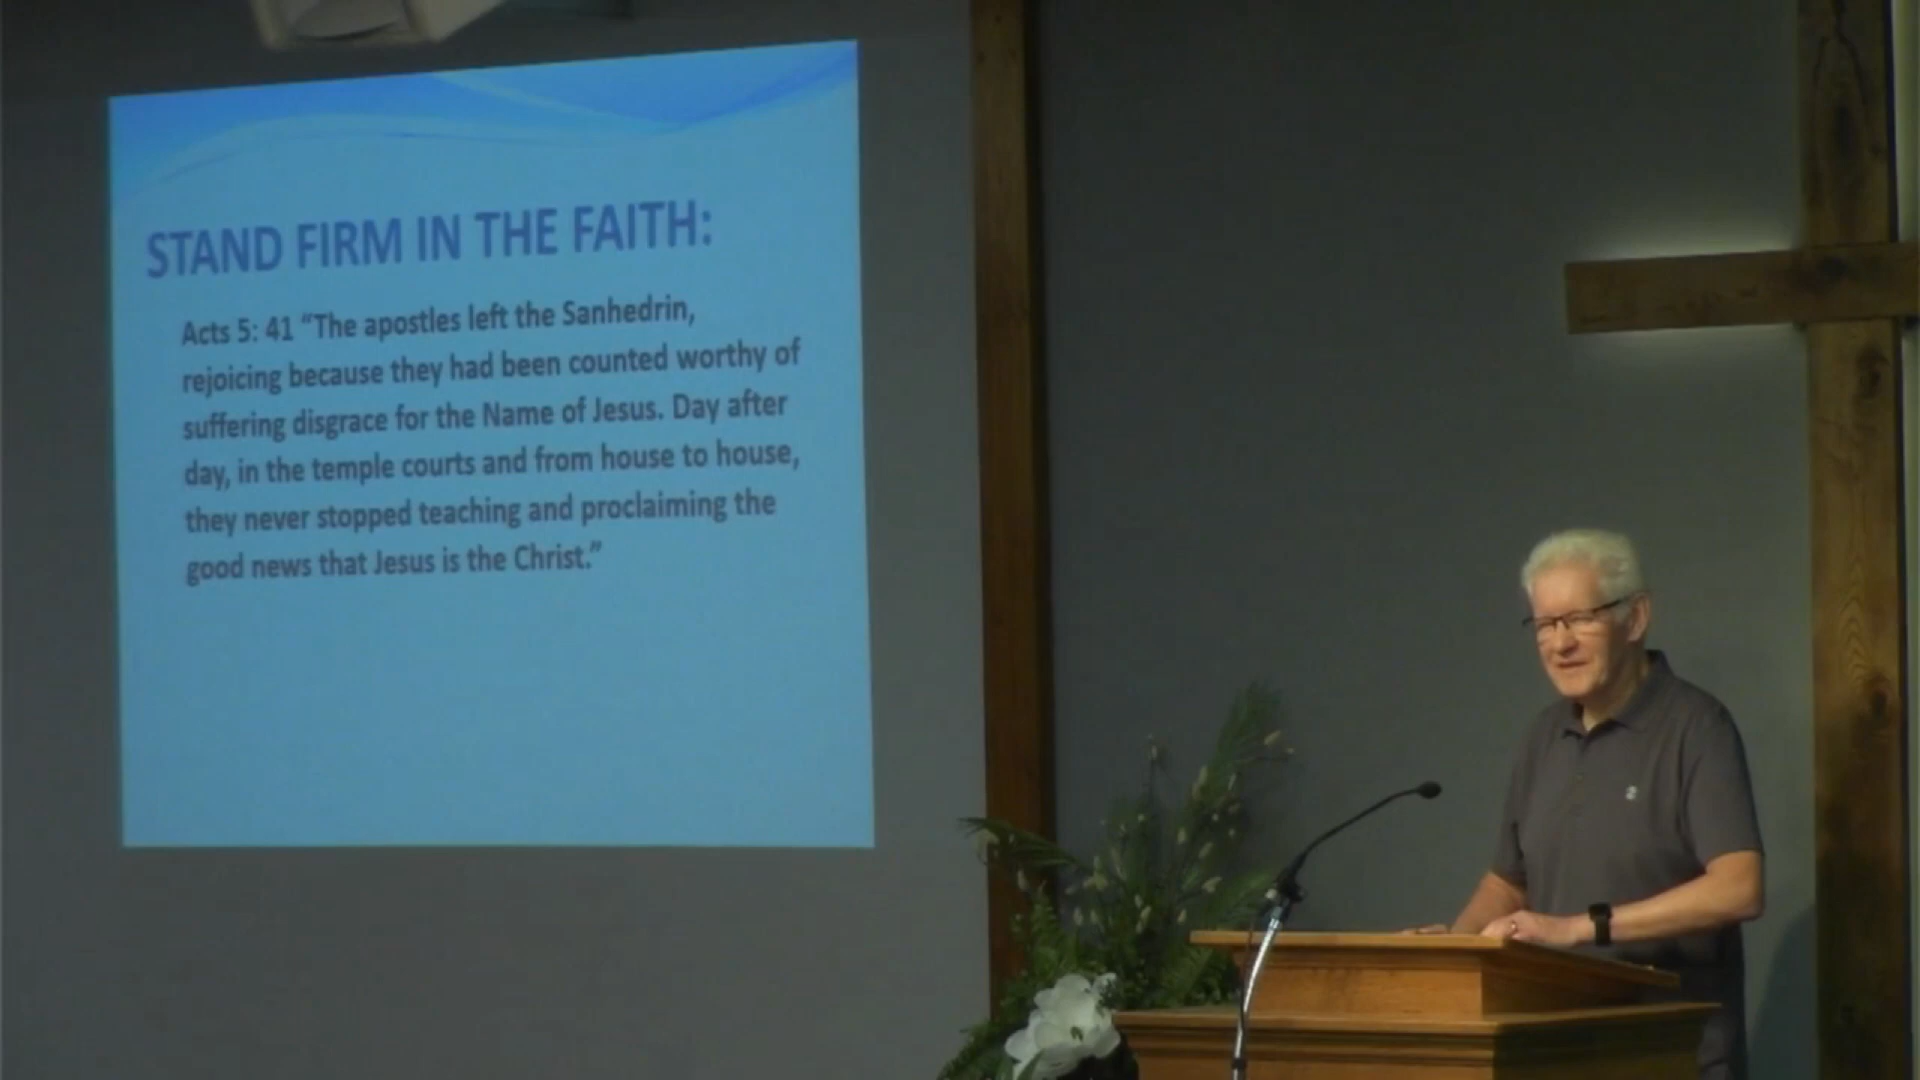 STAND FIRM IN THE FAITH:
Acts 5: 41 “The apostles left the Sanhedrin,
rejoicing because they had been counted worthy of
suffering disgrace for the Name of Jesus. Day after
day, in the temple courts and from house to house,
they never stopped teaching and proclaiming the
good news that Jesus is the Christ.”